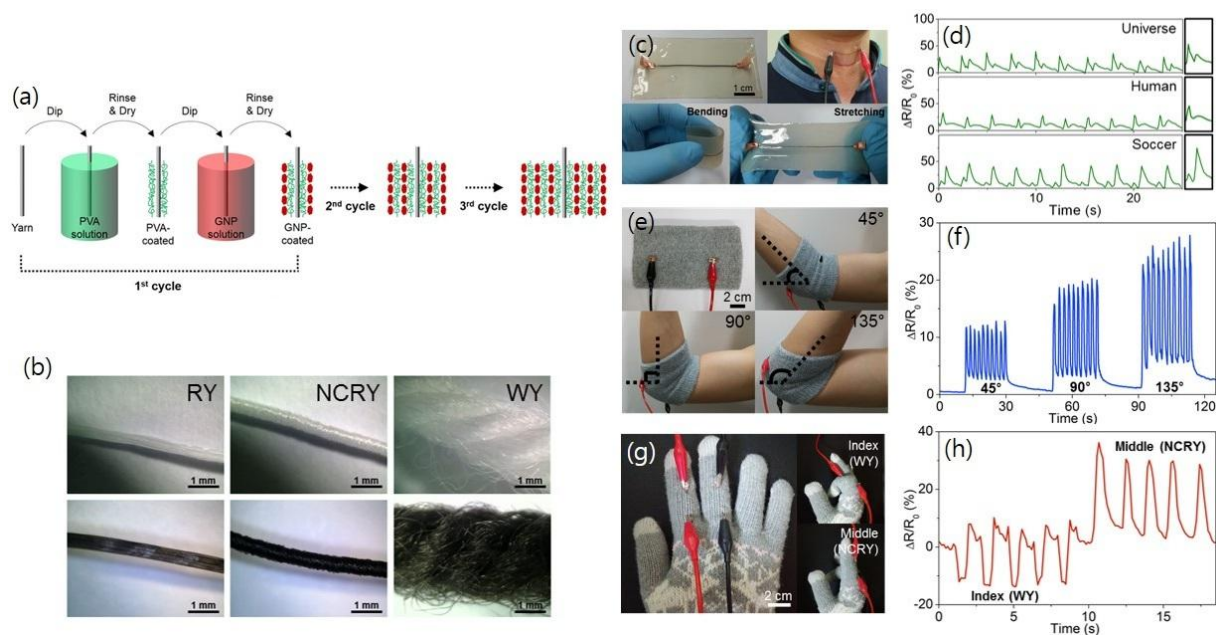 (a)
Dip
Rinse
& Dry
Dip
Rinse
& Dry
Yarn
PVA
solution
PVA-
coated
GNP
solution
GNP-
coated
2nd cycle
3rd cycle
1st cycle
(b)
RY
NCRY
WY
1 mm
1 mm
1 mm
1 mm
1 mm
1 mm
(c)
1 cm
Bending
Stretching
(d)
Universe
Human
Soccer
ΔR/R0 (%)
100
50
0
100
50
0
50
0
0
10
20
Time (s)
(e)
2 cm
45°
90°
135°
(f)
ΔR/R0 (%)
30
20
10
0
45°
90°
135°
0
30
60
90
120
Time (s)
(g)
2 cm
Index
(WY)
Middle
(NCRY)
(h)
Middle (NCRY)
Index (WY)
ΔR/R0 (%)
40
20
0
-20
0
5
10
15
Time (s)